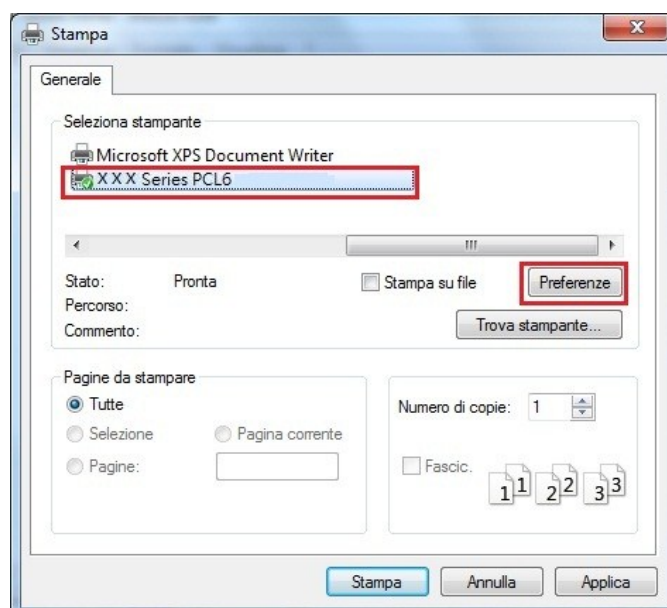 Stampa
Generale
Seleziona stampante
Microsoft XPS Document Writer
X X X Series PCL6
Stato: Pronta
Stampa su file
Preferenze
Percorso:
Commento:
Trova stampante...
Pagine da stampare
Tutte
Selezione
Pagina corrente
Pagine:
Numero di copie: 1
Fascic.
1 1 2 2 3 3
Stampa
Annulla
Applica